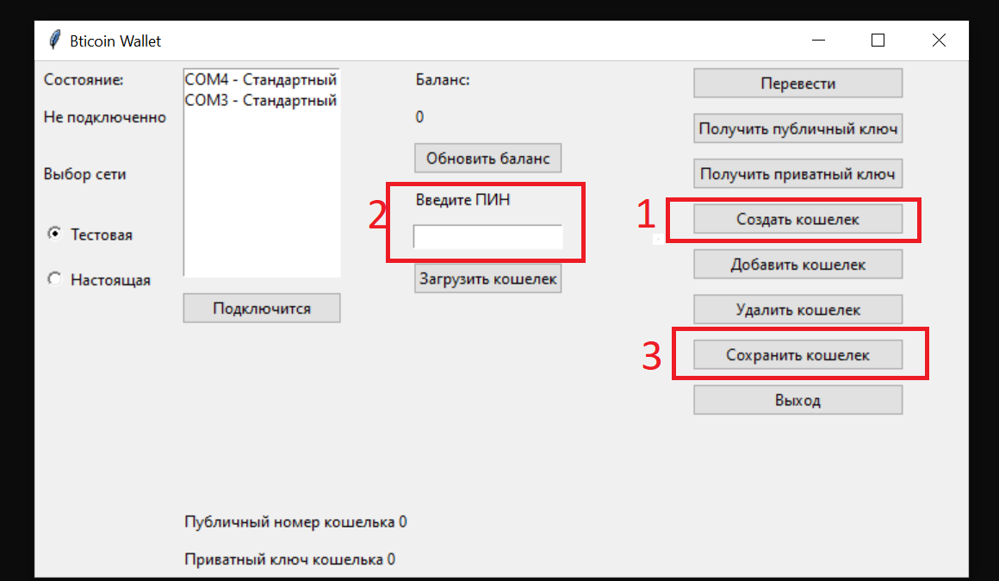 Bticoin Wallet
Состояние:
Не подключенно
Выбор сети
Тестовая
Настоящая
COM4 - Стандартный
COM3 - Стандартный
Подключится
Баланс:
0
Обновить баланс
2
Введите ПИН
Загрузить кошелек
Перевести
Получить публичный ключ
Получить приватный ключ
1
Создать кошелек
Добавить кошелек
Удалить кошелек
3
Сохранить кошелек
Выход
Публичный номер кошелька 0
Приватный ключ кошелька 0